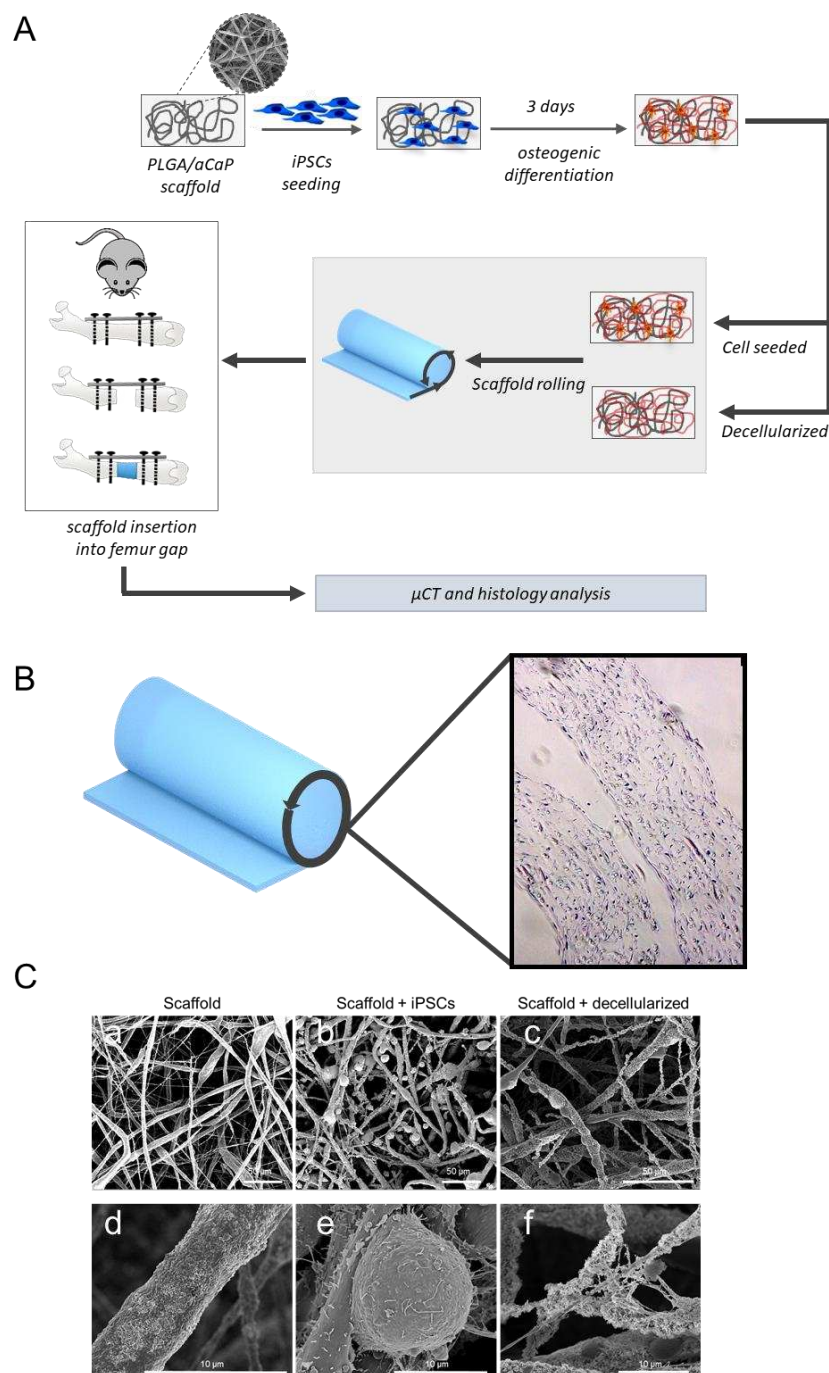 A
PLGA/aCaP
scaffold
iPSCs
seeding
3 days
osteogenic
differentiation
Cell seeded
Scaffold rolling
Decellularized
scaffold insertion
into femur gap
µCT and histology analysis
B
C
Scaffold
Scaffold + iPSCs
Scaffold + decellularized
a
b
c
50 µm
50 µm
50 µm
d
e
f
10 µm
10 µm
10 µm